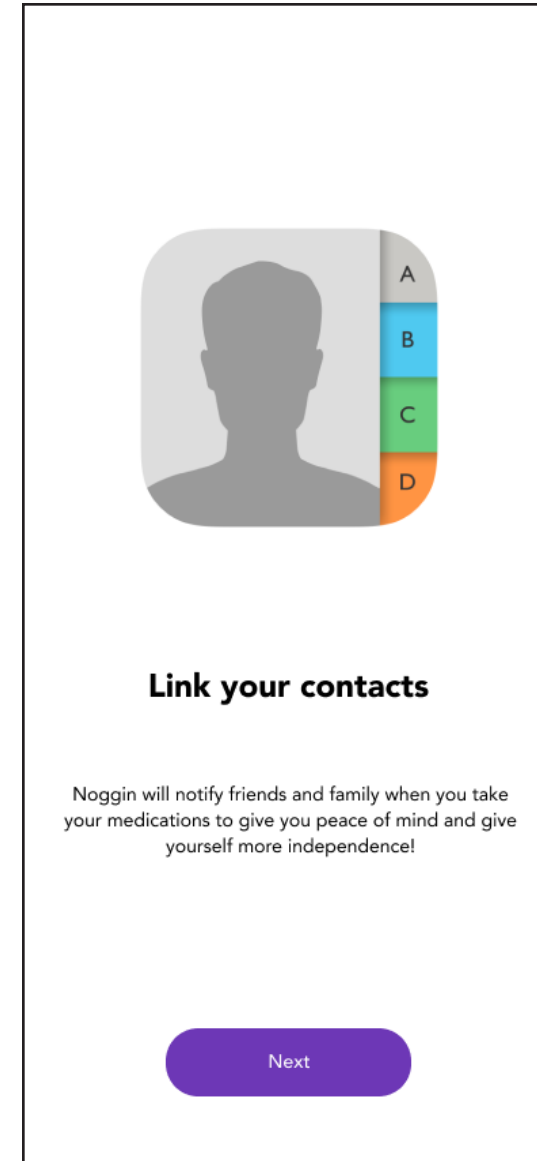 A
B
C
D
Link your contacts
Noggin will notify friends and family when you take
your medications to give you peace of mind and give
yourself more independence!
Next